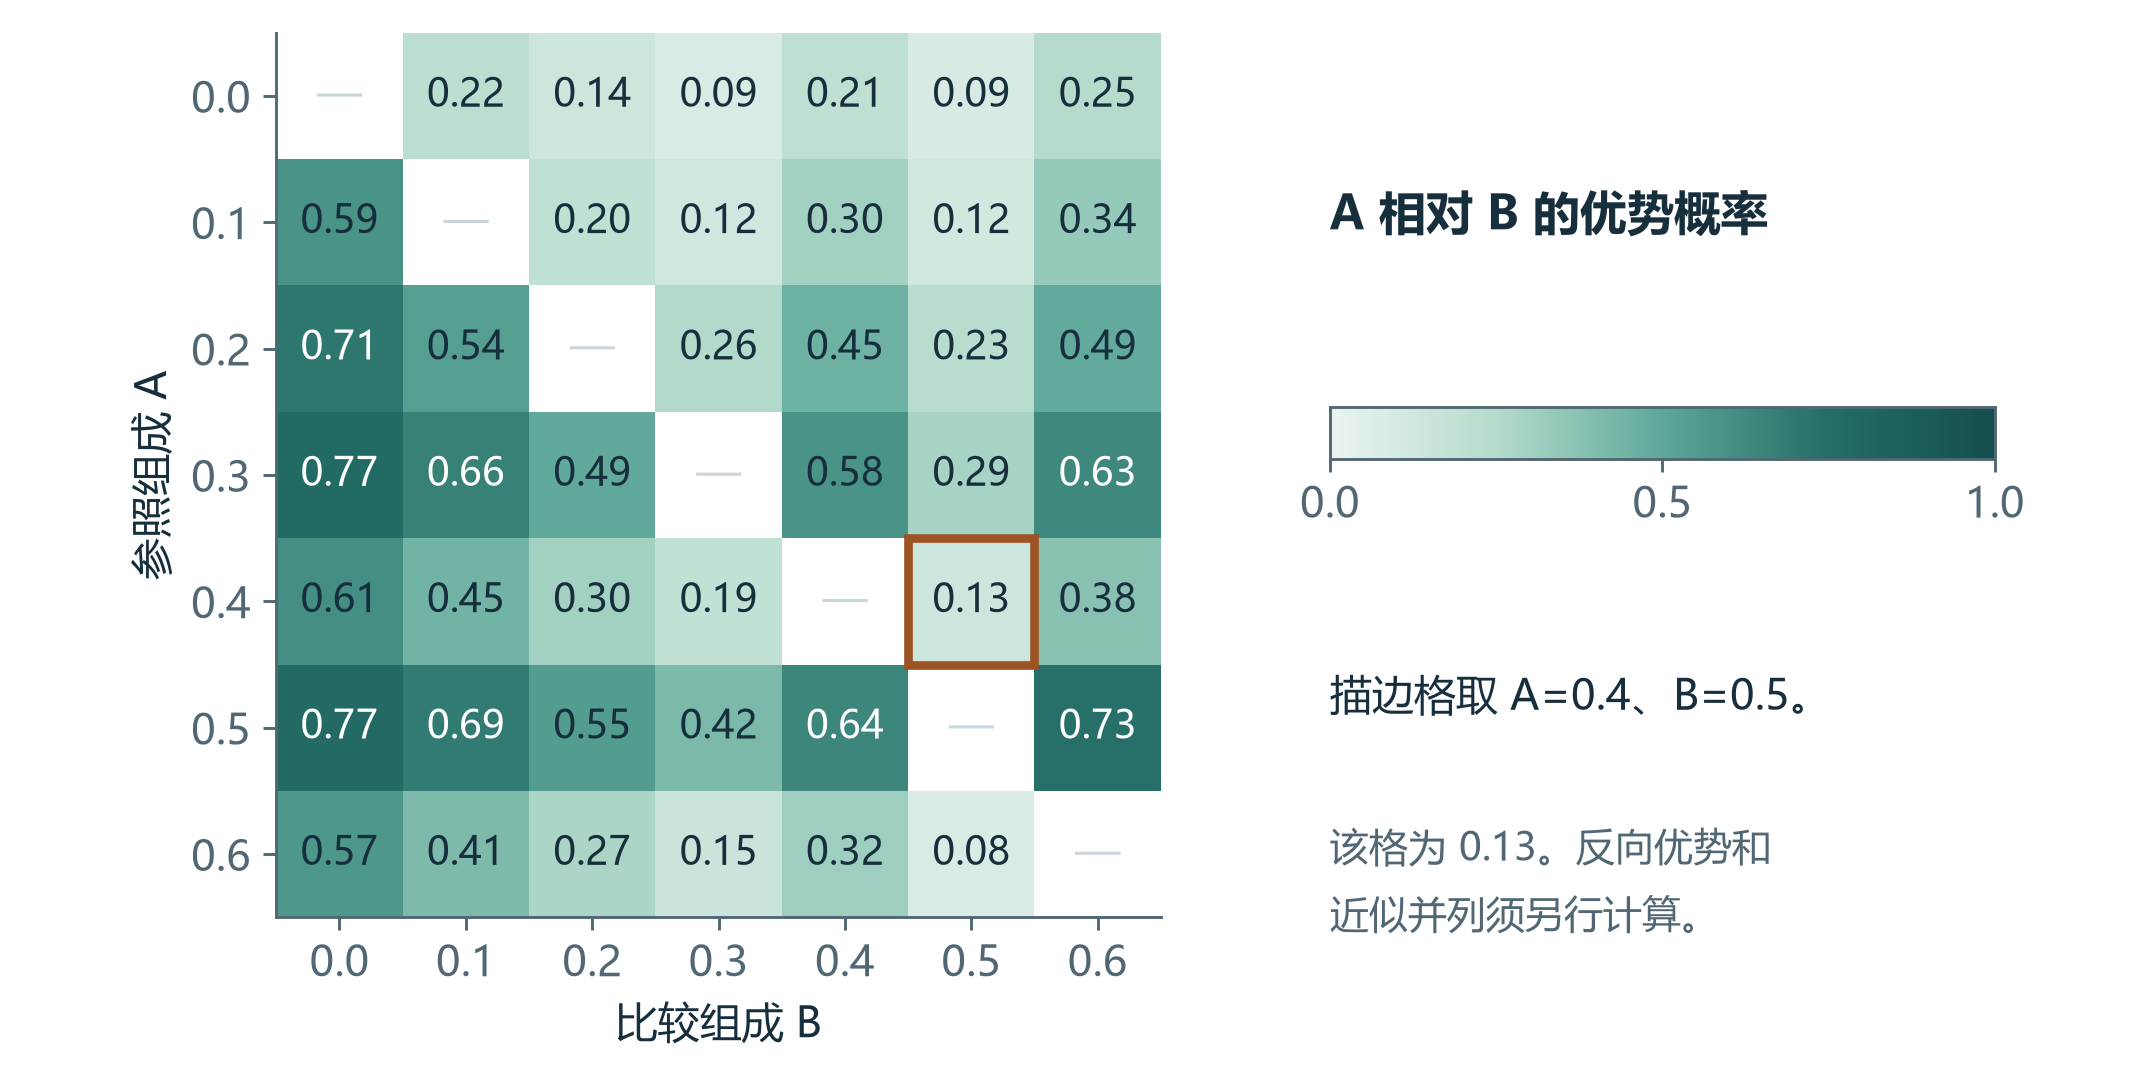 0.0 — 0.22 0.14 0.09 0.21 0.09 0.25
0.1 0.59 — 0.20 0.12 0.30 0.12 0.34
0.2 0.71 0.54 — 0.26 0.45 0.23 0.49
0.3 0.77 0.66 0.49 — 0.58 0.29 0.63
0.4 0.61 0.45 0.30 0.19 — 0.13 0.38
0.5 0.77 0.69 0.55 0.42 0.64 — 0.73
0.6 0.57 0.41 0.27 0.15 0.32 0.08 —
0.0 0.1 0.2 0.3 0.4 0.5 0.6
参照组成 A
比较组成 B
A 相对 B 的优势概率
0.0 0.5 1.0
描边格取 A=0.4、B=0.5。
该格为 0.13。反向优势和
近似并列须另行计算。